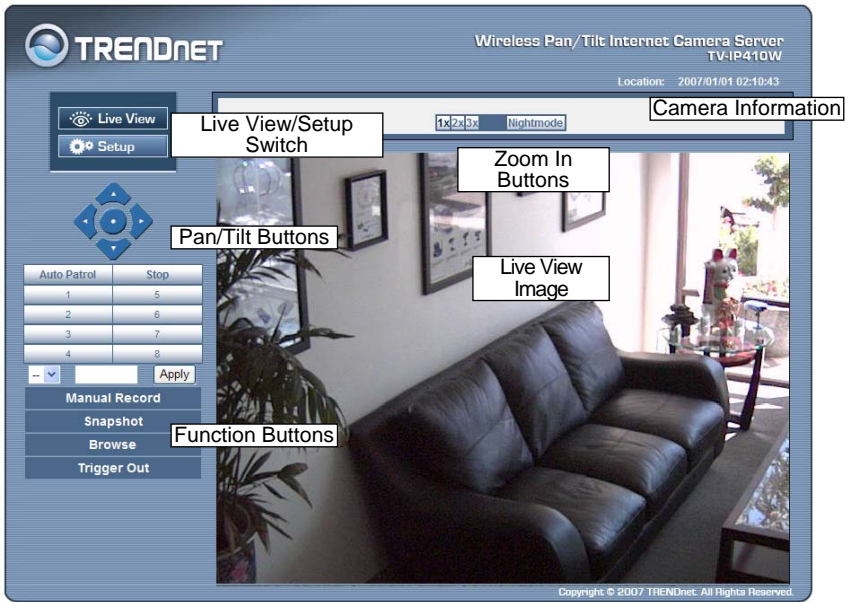 TRENDnet
Wireless Pan/Tilt Internet Camera Server
TV-IP410W
Location: 2007/01/01 02:10:43
Camera Information
Live View
Setup
Live View/Setup
Switch
1x 2x 3x Nightmode
Zoom In
Buttons
Pan/Tilt Buttons
Live View
Image
Auto Patrol Stop
1 5
2 6
3 7
4 8
-- Apply
Manual Record
Snapshot
Browse
Trigger Out
Function Buttons
Copyright © 2007 TRENDnet. All Rights Reserved.